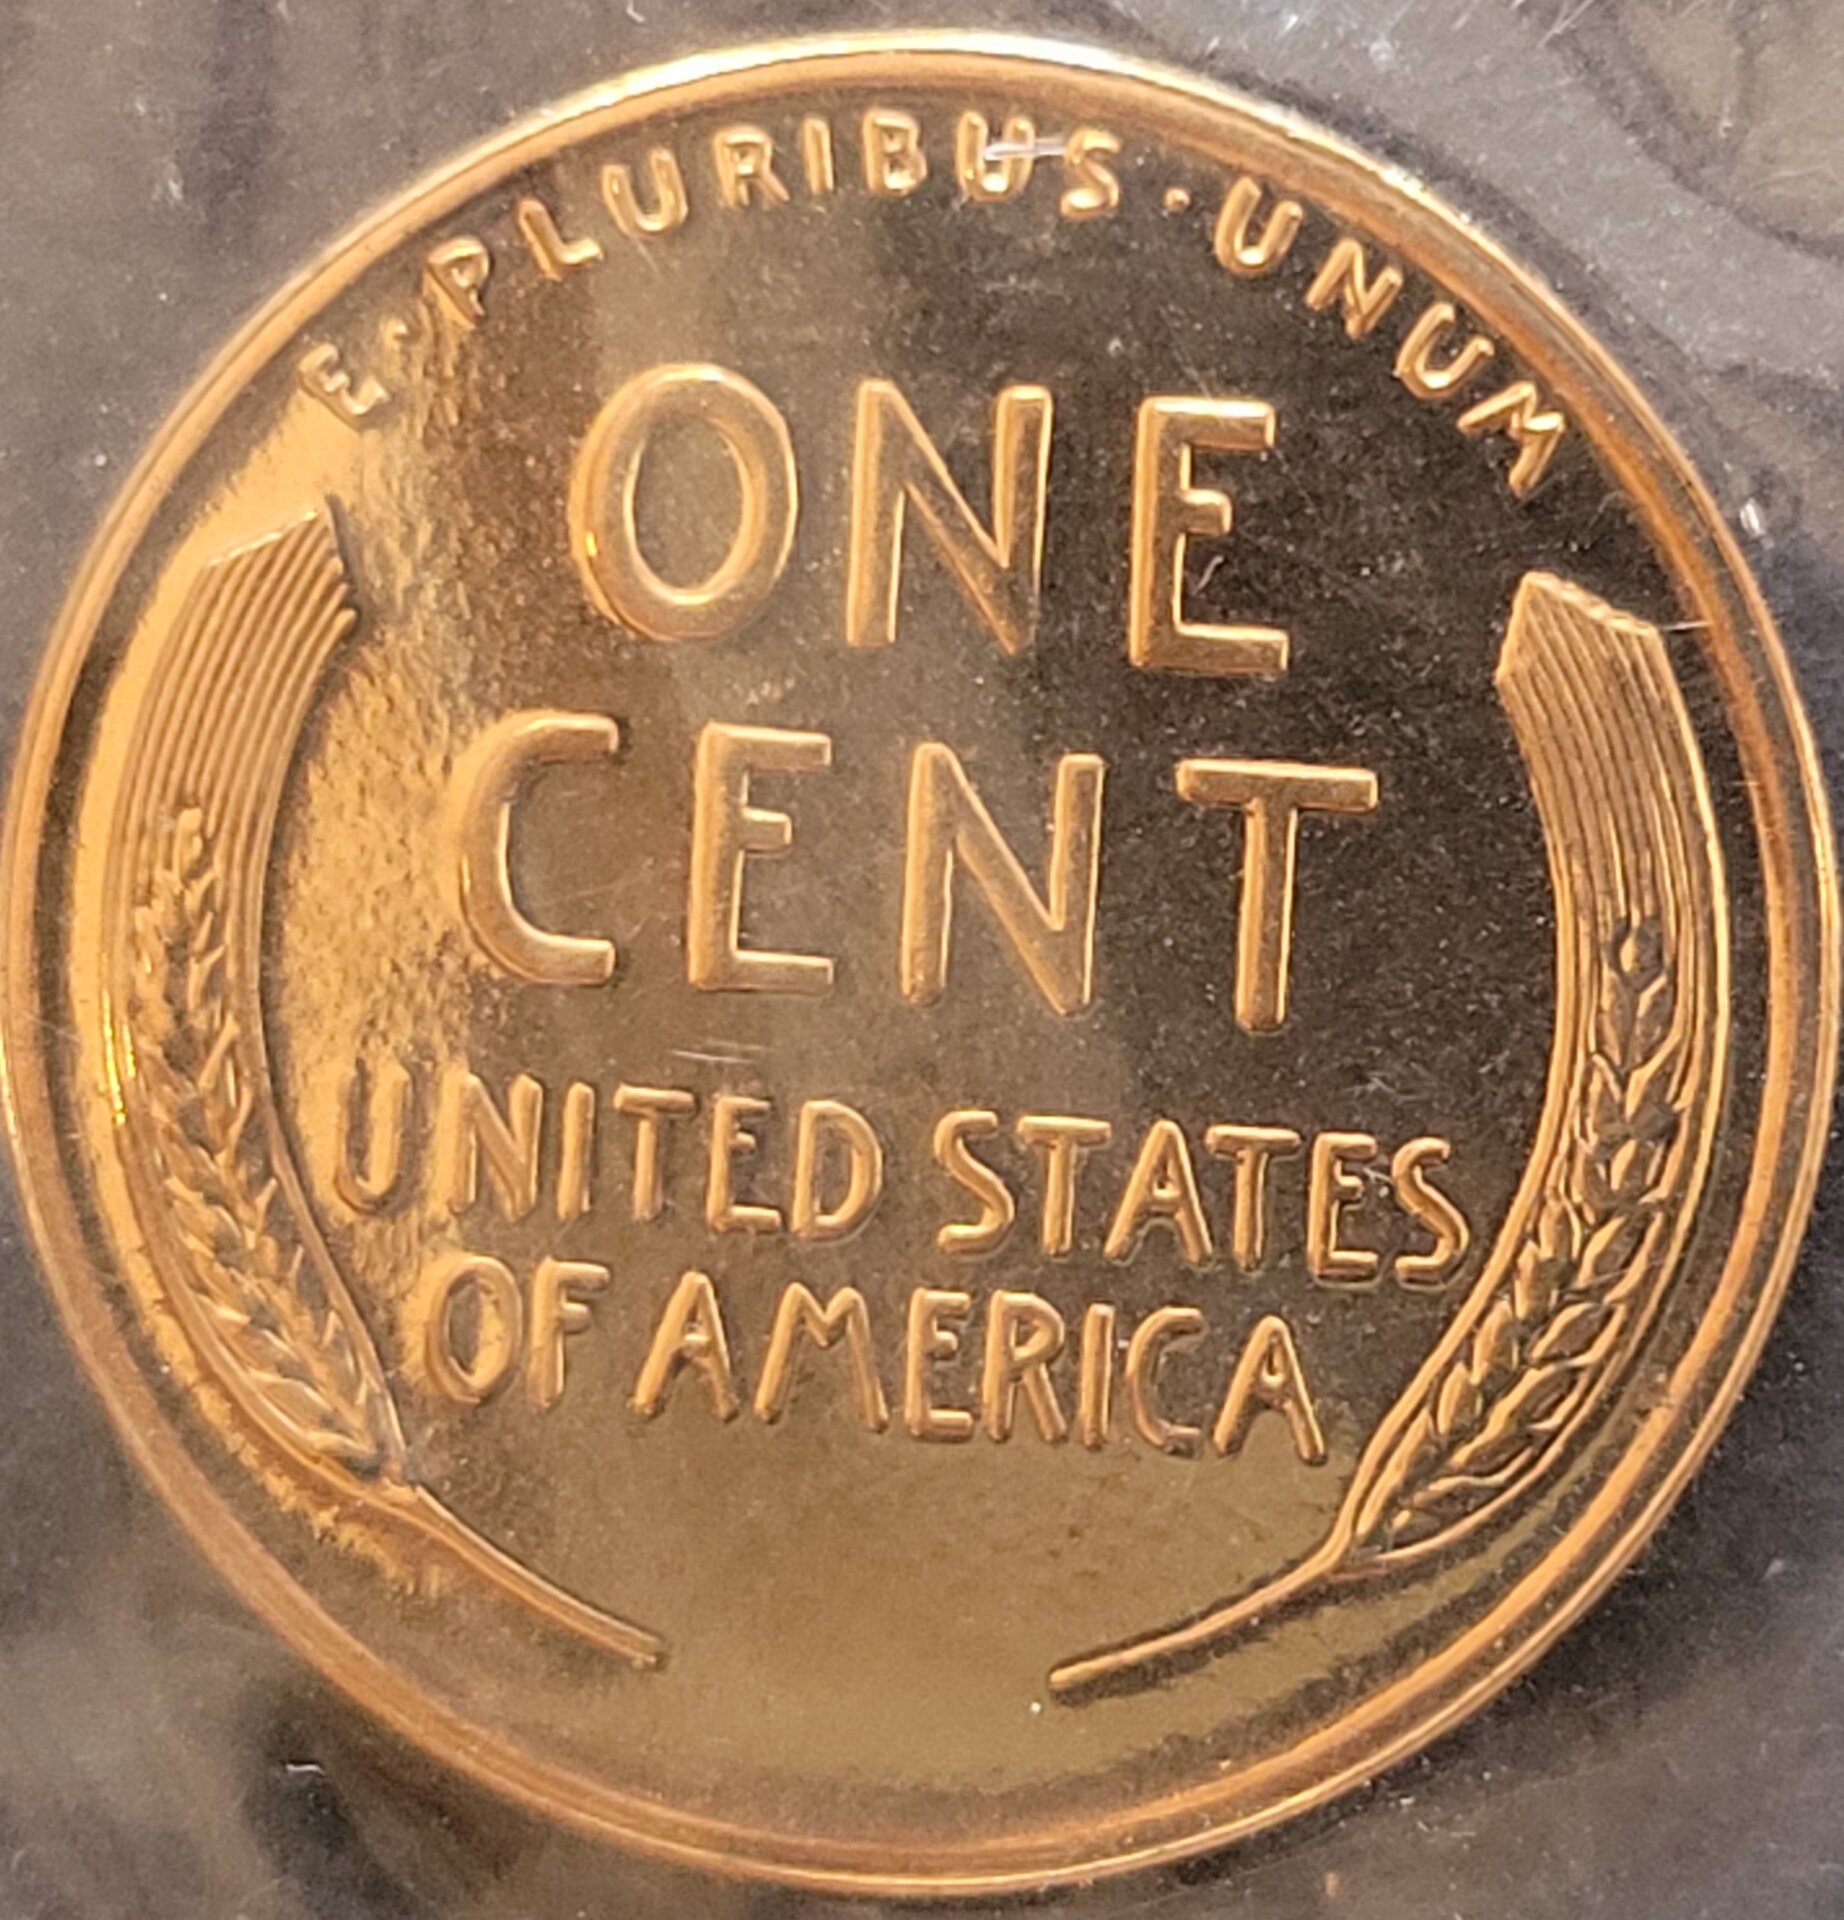 E·PLURIBUS·UNUM
ONE
CENT
UNITED STATES
OF AMERICA